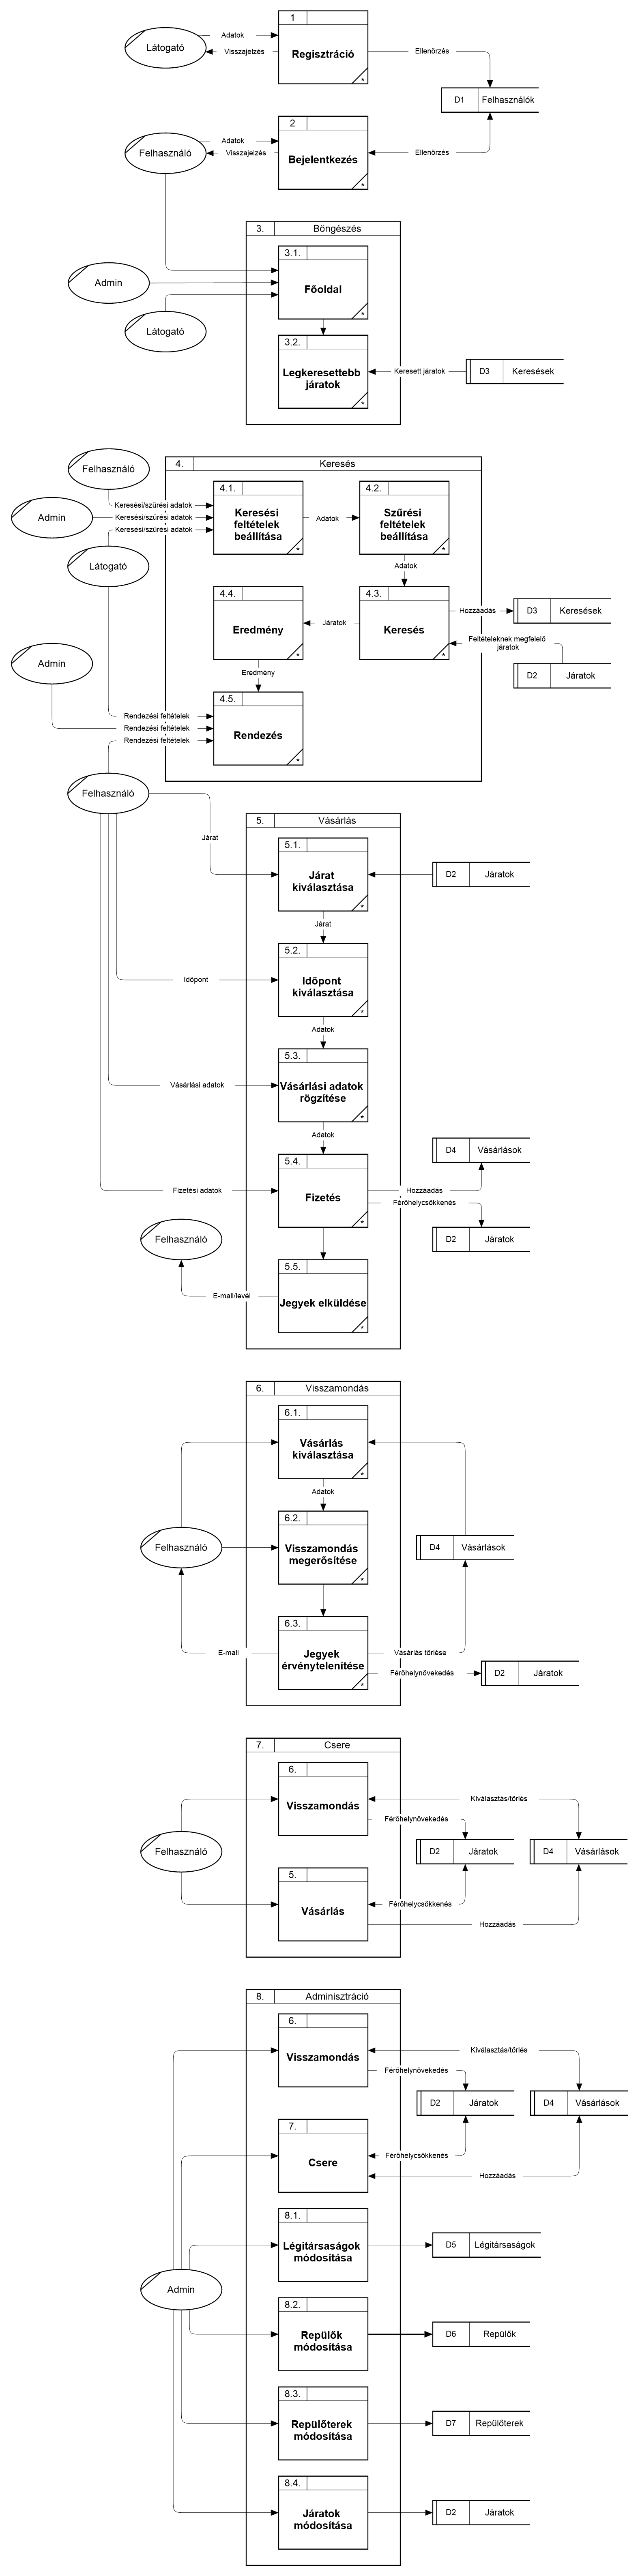 1
Látogató
Adatok
Visszajelzés
Regisztráció
*
Ellenőrzés
D1
Felhasználók
2
Felhasználó
Adatok
Visszajelzés
Bejelentkezés
*
Ellenőrzés
3.
Böngészés
3.1.
Admin
Főoldal
*
Látogató
3.2.
Legkeresettebb
járatok
*
Keresett járatok
D3
Keresések
Felhasználó
4.
Keresés
4.1.
4.2.
Keresési/szűrési adatok
Admin
Keresési/szűrési adatok
Keresési/szűrési adatok
Keresési
feltételek
beállítása
*
Adatok
Szűrési
feltételek
beállítása
*
Látogató
Adatok
4.4.
4.3.
Eredmény
*
Járatok
Keresés
*
Hozzáadás
D3
Keresések
Feltételeknek megfelelő
járatok
D2
Járatok
Admin
Eredmény
4.5.
Rendezési feltételek
Rendezési feltételek
Rendezési feltételek
Rendezés
*
Felhasználó
5.
Vásárlás
Járat
5.1.
Járat
kiválasztása
*
D2
Járatok
Járat
5.2.
Időpont
Időpont
kiválasztása
*
Adatok
5.3.
Vásárlási adatok
Vásárlási adatok
rögzítése
*
Adatok
D4
Vásárlások
5.4.
Fizetési adatok
Fizetés
*
Hozzáadás
Férőhelycsökkenés
Felhasználó
D2
Járatok
5.5.
E-mail/levél
Jegyek elküldése
*
6.
Visszamondás
6.1.
Vásárlás
kiválasztása
*
Adatok
6.2.
Felhasználó
Visszamondás
megerősítése
*
D4
Vásárlások
6.3.
E-mail
Jegyek
érvénytelenítése
*
Vásárlás törlése
Férőhelynövekedés
D2
Járatok
7.
Csere
6.
Visszamondás
Kiválasztás/törlés
Férőhelynövekedés
Felhasználó
D2
Járatok
D4
Vásárlások
5.
Vásárlás
Férőhelycsökkenés
Hozzáadás
8.
Adminisztráció
6.
Visszamondás
Kiválasztás/törlés
Férőhelynövekedés
D2
Járatok
D4
Vásárlások
7.
Csere
Férőhelycsökkenés
Hozzáadás
8.1.
Légitársaságok
módosítása
D5
Légitársaságok
Admin
8.2.
Repülők
módosítása
D6
Repülők
8.3.
Repülőterek
módosítása
D7
Repülőterek
8.4.
Járatok
módosítása
D2
Járatok